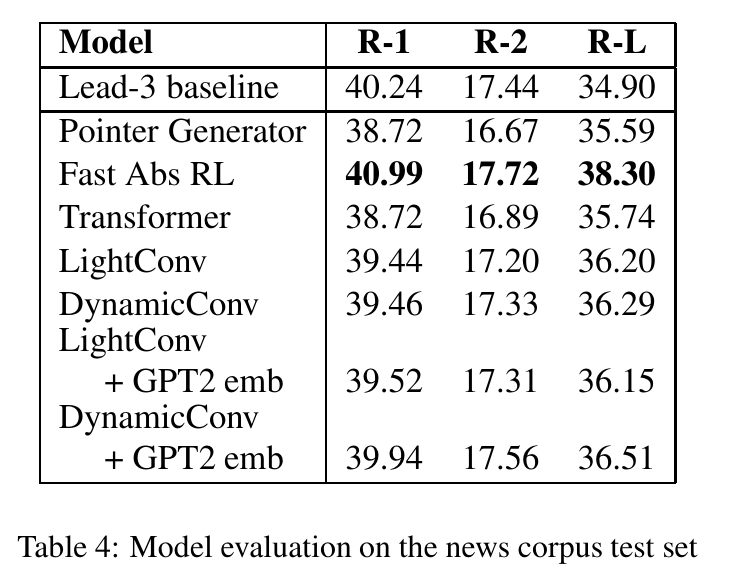 Model R-1 R-2 R-L
Lead-3 baseline 40.24 17.44 34.90
Pointer Generator 38.72 16.67 35.59
Fast Abs RL 40.99 17.72 38.30
Transformer 38.72 16.89 35.74
LightConv 39.44 17.20 36.20
DynamicConv 39.46 17.33 36.29
LightConv
+ GPT2 emb 39.52 17.31 36.15
DynamicConv
+ GPT2 emb 39.94 17.56 36.51
Table 4: Model evaluation on the news corpus test set